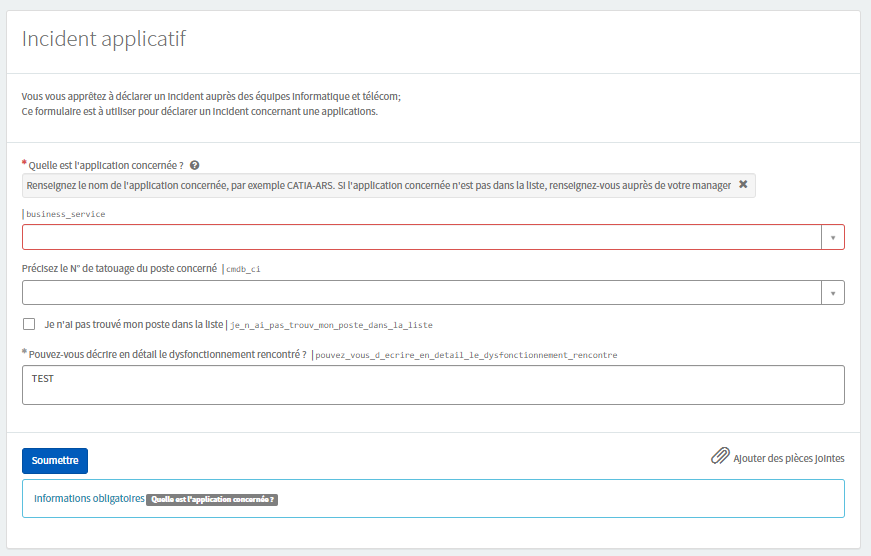 Incident applicatif
Vous vous apprêtez à déclarer un incident auprès des équipes informatique et télécom;
Ce formulaire est à utiliser pour déclarer un incident concernant une applications.
* Quelle est l'application concernée ? ?
Renseignez le nom de l'application concernée, par exemple CATIA-ARS. Si l'application concernée n'est pas dans la liste, renseignez-vous auprès de votre manager ✖
| business_service
Précisez le N° de tatouage du poste concerné | cmdb_ci
Je n'ai pas trouvé mon poste dans la liste | je_n_ai_pas_trouv_mon_poste_dans_la_liste
* Pouvez-vous décrire en détail le dysfonctionnement rencontré ? | pouvez_vous_d_ecrire_en_detail_le_dysfonctionnement_rencontre
TEST
Soumettre
Ajouter des pièces jointes
Informations obligatoires Quelle est l'application concernée ?